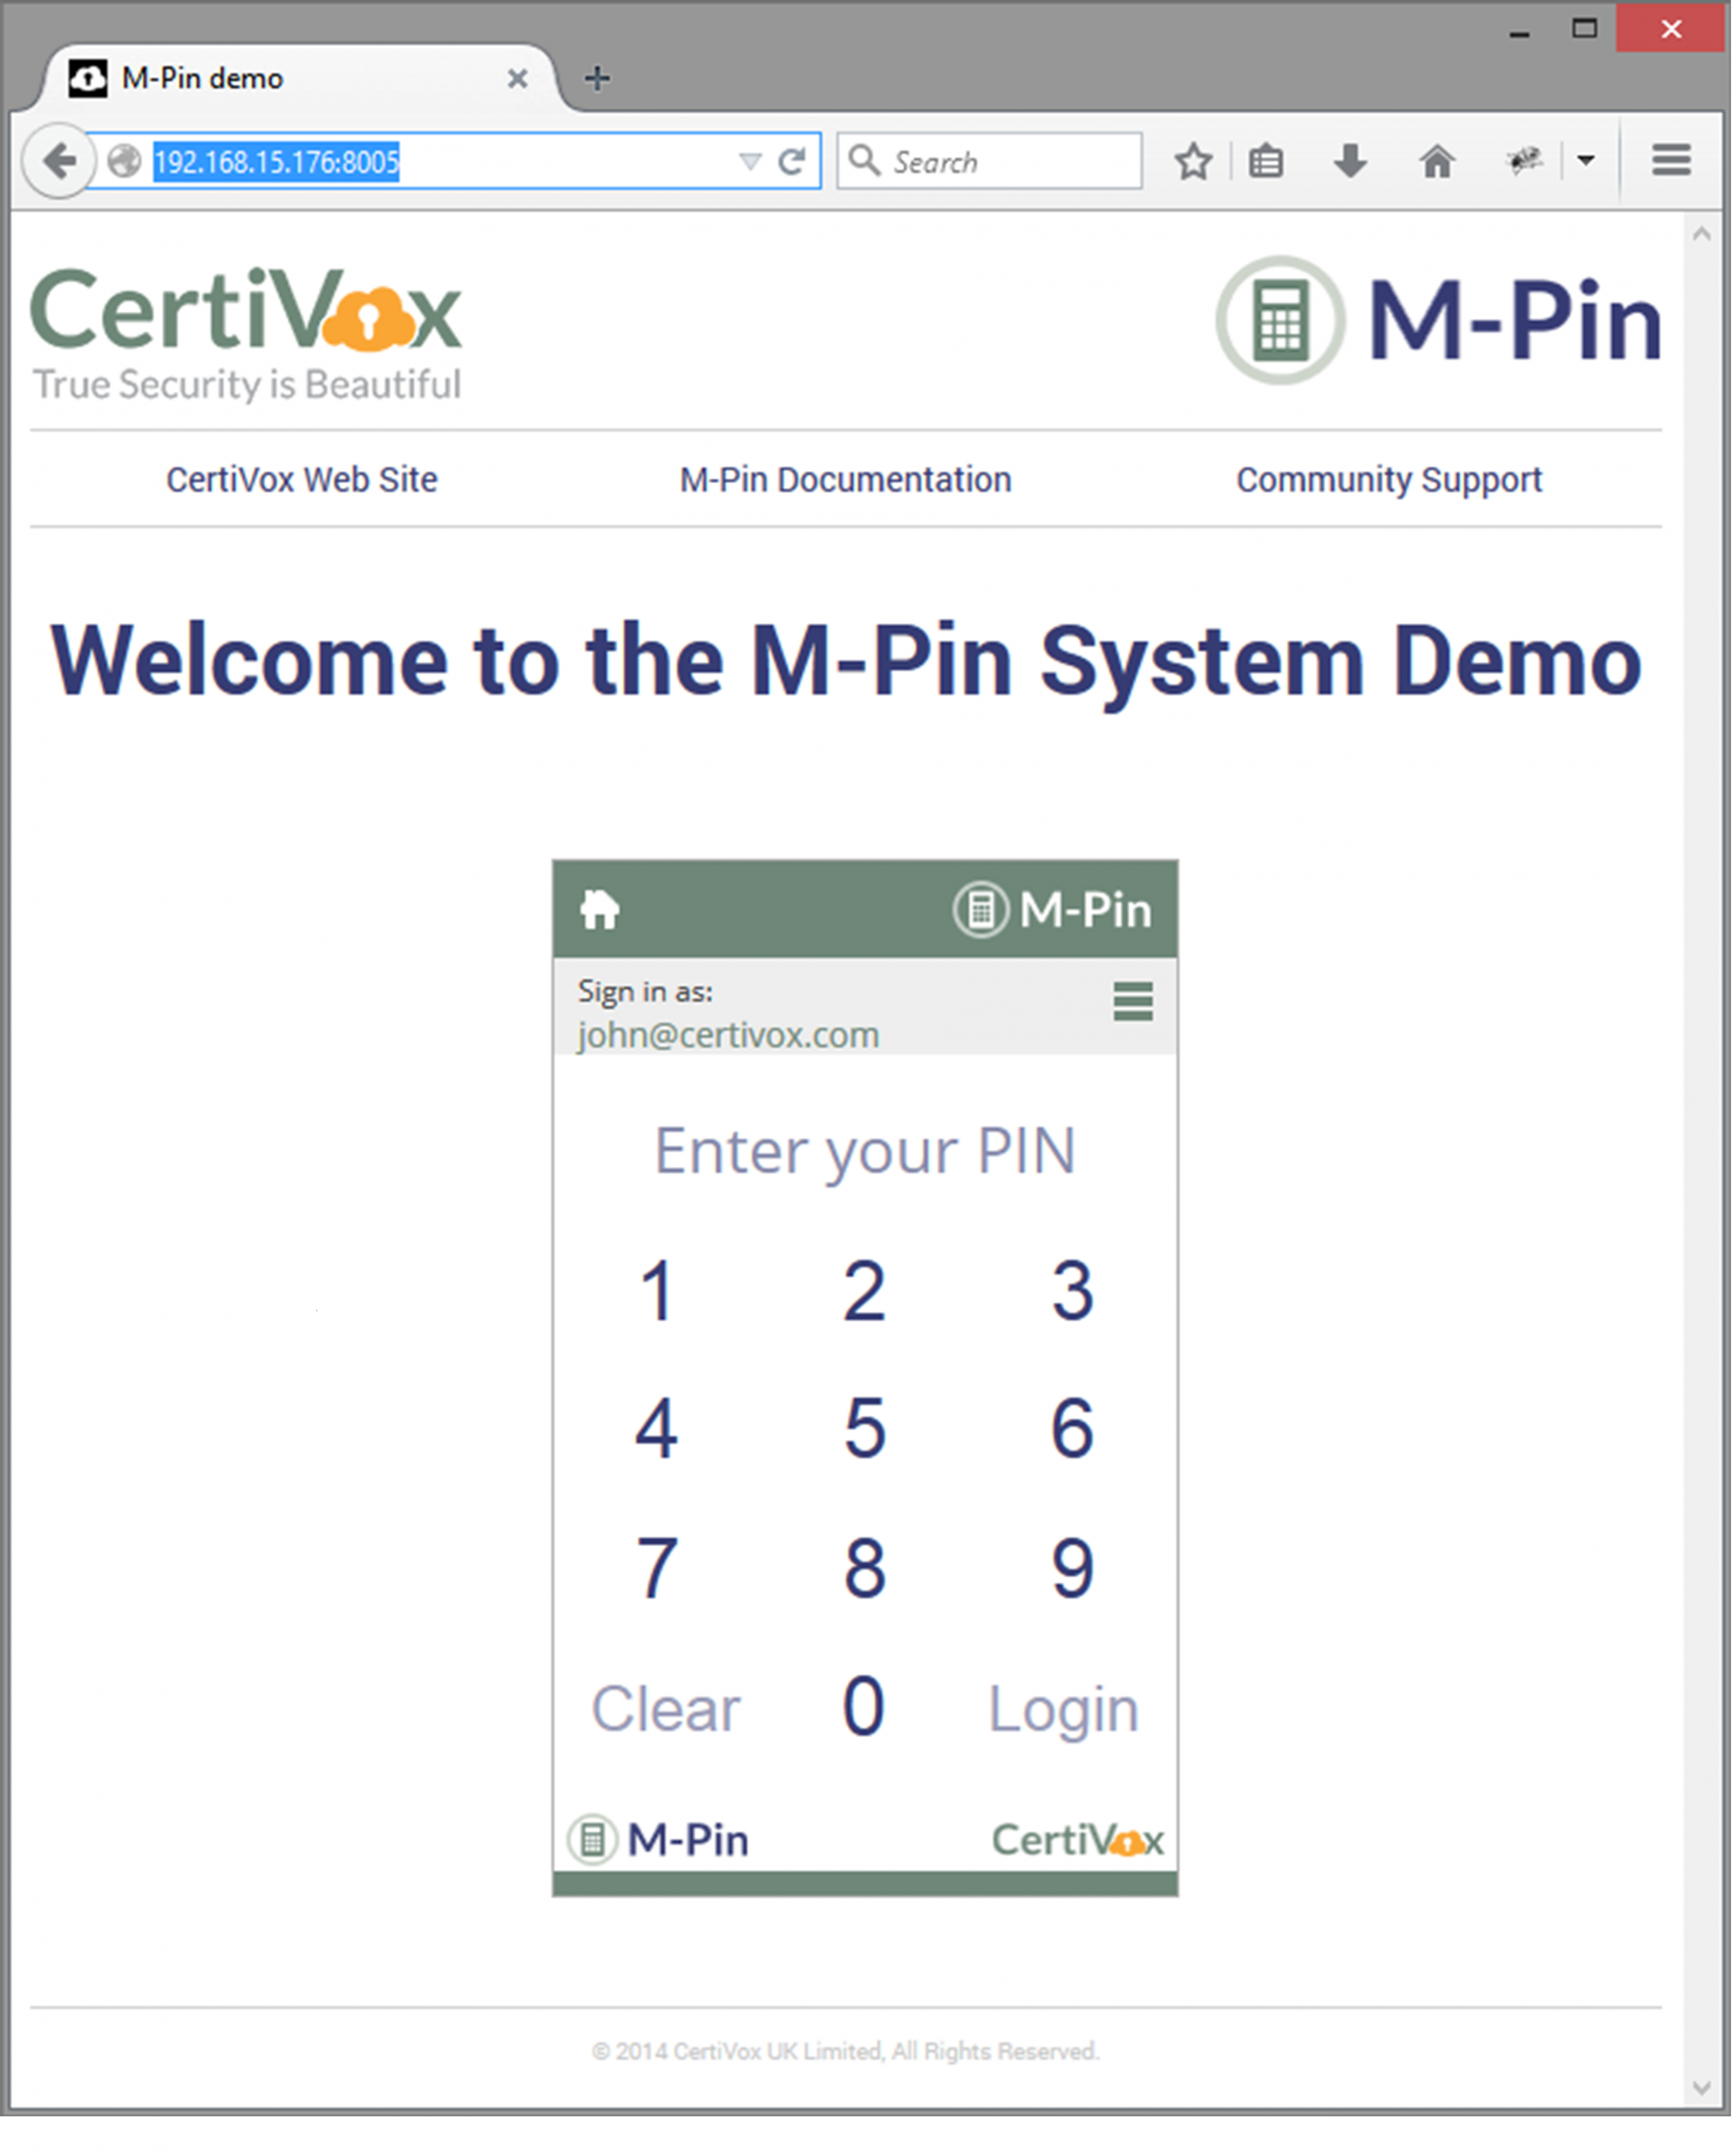 M-Pin demo
192.168.15.176:8005
Search
CertiVox
True Security is Beautiful
M-Pin
CertiVox Web Site
M-Pin Documentation
Community Support
Welcome to the M-Pin System Demo
M-Pin
Sign in as:
john@certivox.com
Enter your PIN
1 2 3
4 5 6
7 8 9
Clear 0 Login
M-Pin
CertiVox
© 2014 CertiVox UK Limited, All Rights Reserved.